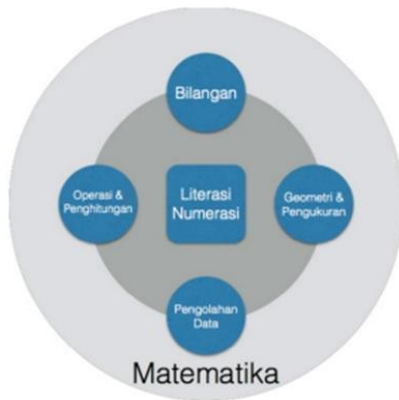 Bilangan
Operasi &
Penghitungan
Literasi
Numerasi
Geometri &
Pengukuran
Pengolahan
Data
Matematika